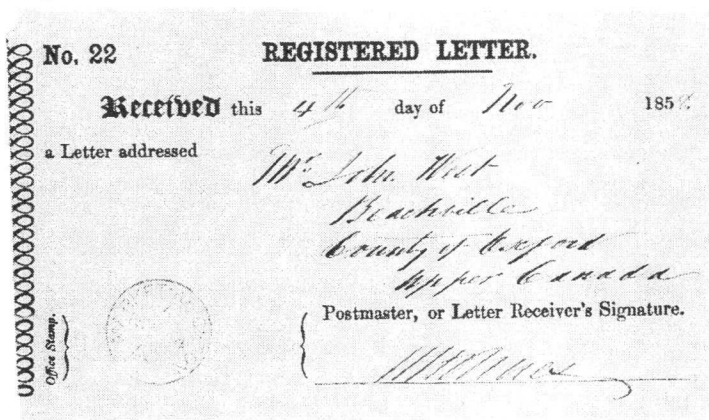 No. 22
REGISTERED LETTER.
Received this 4th day of Nov 1858
a Letter addressed
Mr. John West
Beachville
County of Oxford
Upper Canada
Postmaster, or Letter Receiver's Signature.
Office Stamp.